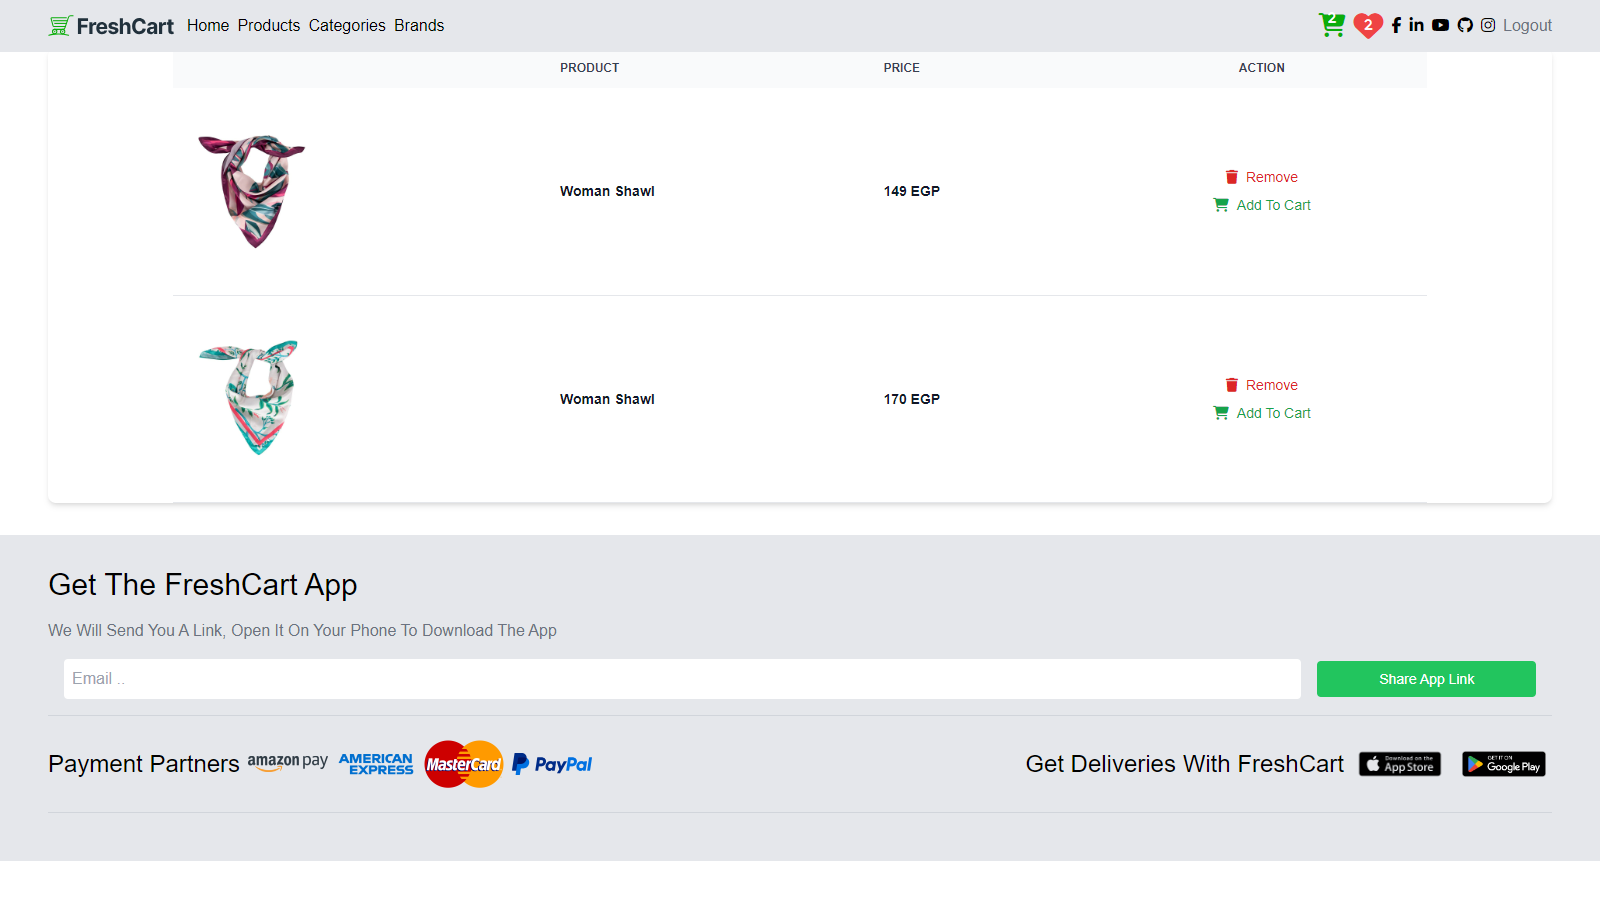 FreshCart Home Products Categories Brands 2 2 Logout
PRODUCT PRICE ACTION
Woman Shawl 149 EGP
Remove
Add To Cart
Woman Shawl 170 EGP
Remove
Add To Cart
Get The FreshCart App
We Will Send You A Link, Open It On Your Phone To Download The App
Email ..
Share App Link
Payment Partners amazon pay AMERICAN EXPRESS MasterCard PayPal
Get Deliveries With FreshCart Download on the App Store GET IT ON Google Play